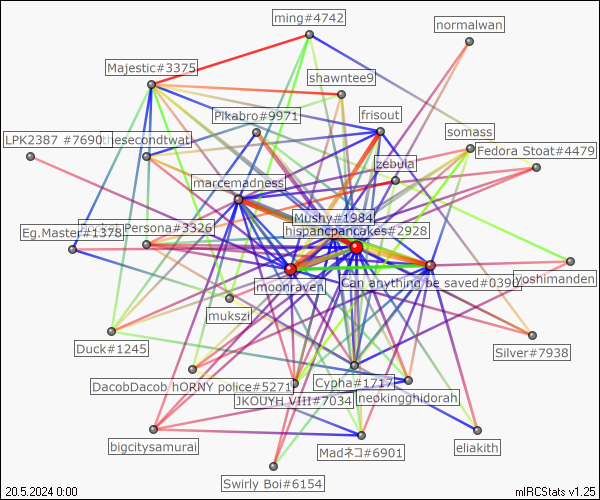 ming#4742
normalwan
Majestic#3375
shawntee9
Plkabro#9971
frisout
somass
LPK2387 #7690
thesecondtwat
Fedora Stoat#4479
zebula
marcemadness
Mushy#1984
Persona#3326
hispancpancakes#2928
Eg.Master#1378
moonraven
Can anything be saved#0390
yoshimanden
mukszi
Duck#1245
Silver#7938
DacobDacob hORNY police#5271
Cypha#1717
neokingghidorah
JKOUYH VIII#7034
bigcitysamurai
Madネコ#6901
eliakith
Swirly Boi#6154
20.5.2024 0:00
mIRCStats v1.25